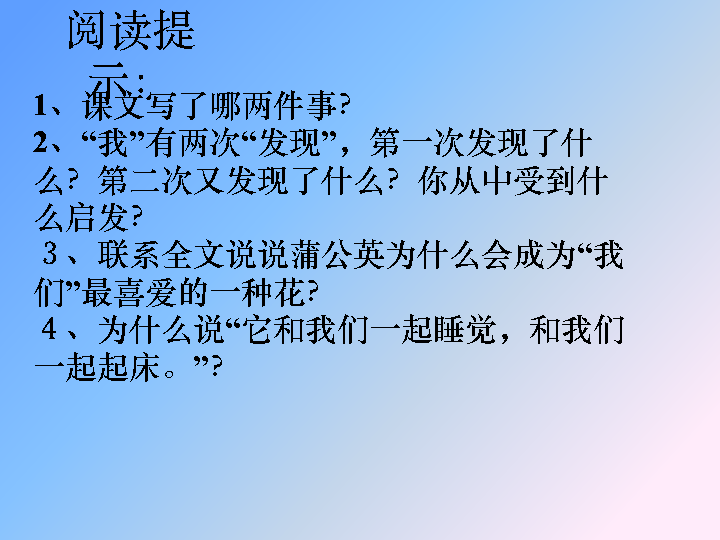 阅读提
示：
1、课文写了哪两件事？
2、“我”有两次“发现”，第一次发现了什
么？第二次又发现了什么？你从中受到什
么启发？
３、联系全文说说蒲公英为什么会成为“我
们”最喜爱的一种花？
４、为什么说“它和我们一起睡觉，和我们
一起起床。”？